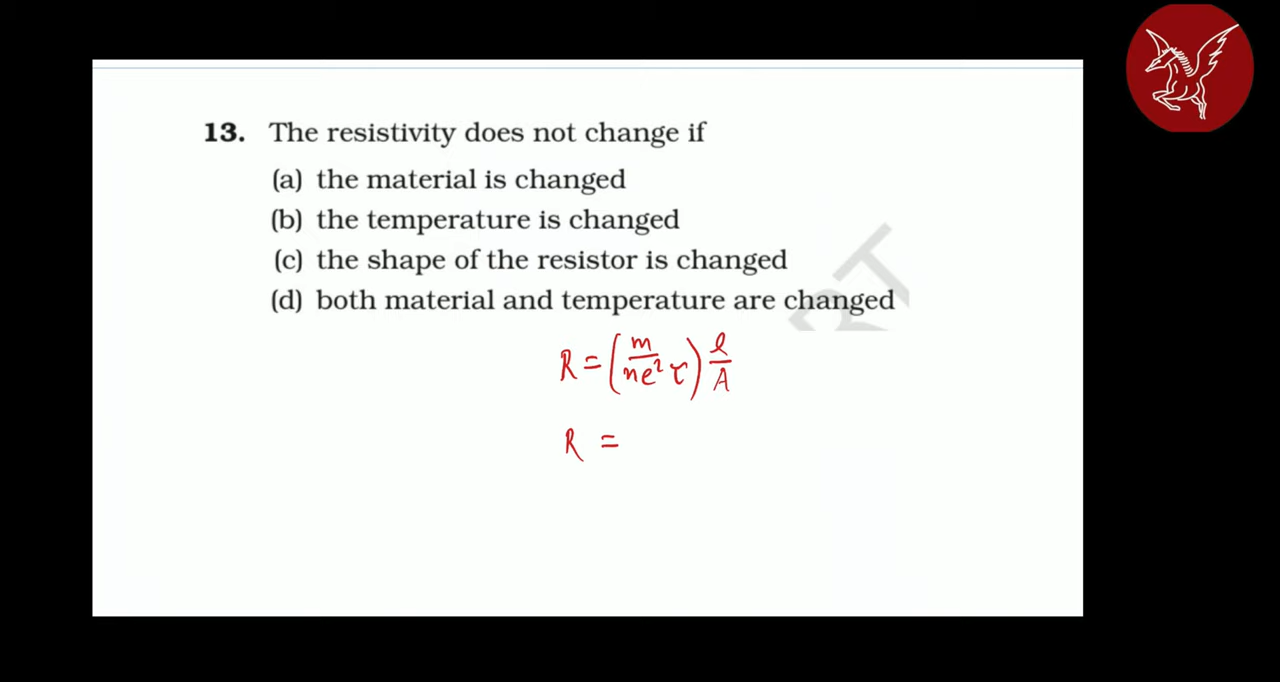 13. The resistivity does not change if
(a) the material is changed
(b) the temperature is changed
(c) the shape of the resistor is changed
(d) both material and temperature are changed
R = (m/ne²τ) l/A
R =